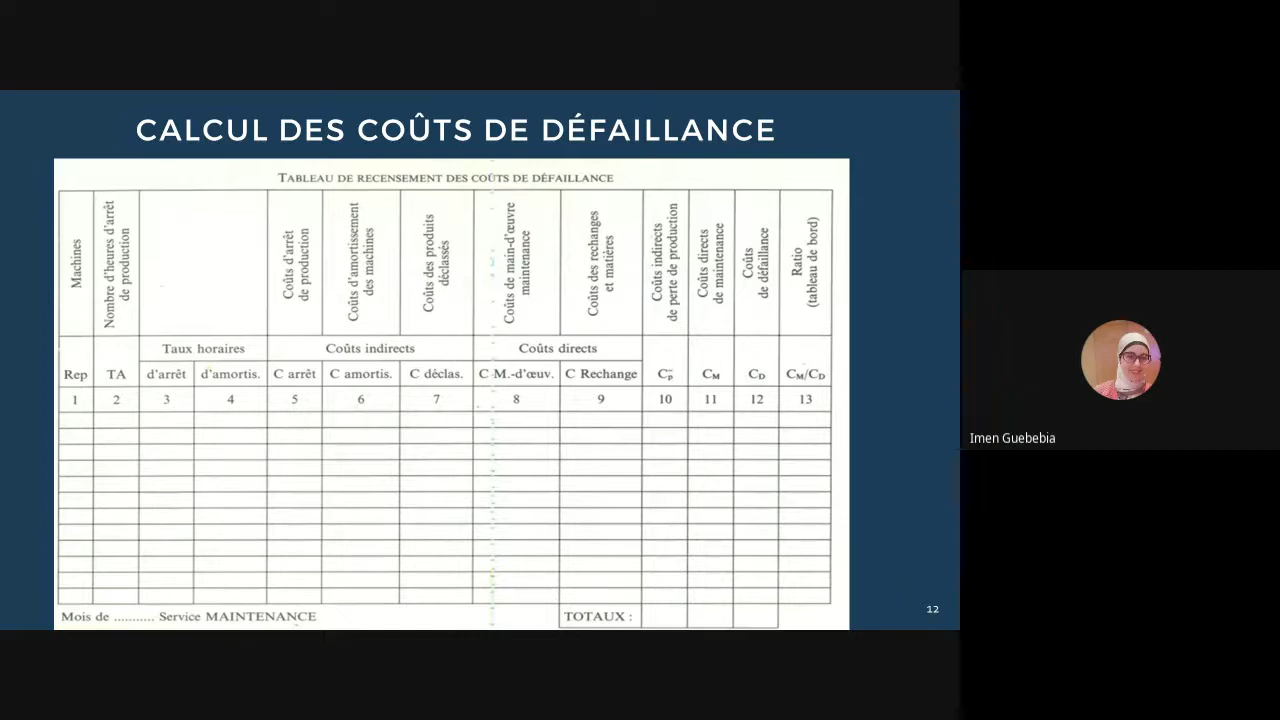 CALCUL DES COÛTS DE DÉFAILLANCE
TABLEAU DE RECENSEMENT DES COÛTS DE DÉFAILLANCE
Machines
Nombre d'heures d'arrêt
de production
Coûts d'arrêt
de production
Coûts d'amortissement
des machines
Coûts des produits
déclassés
Coûts de main-d'œuvre
maintenance
Coûts des rechanges
et matières
Coûts indirects
de perte de production
Coûts directs
de maintenance
Coûts
de défaillance
Ratio
(tableau de bord)
Taux horaires
Coûts indirects
Coûts directs
Rep TA d'arrêt d'amortis. C arrêt C amortis. C déclas. C M.-d'œuv. C Rechange Cp CM CD CM/CD
1 2 3 4 5 6 7 8 9 10 11 12 13
Mois de ........... Service MAINTENANCE TOTAUX :
12
Imen Guebebia